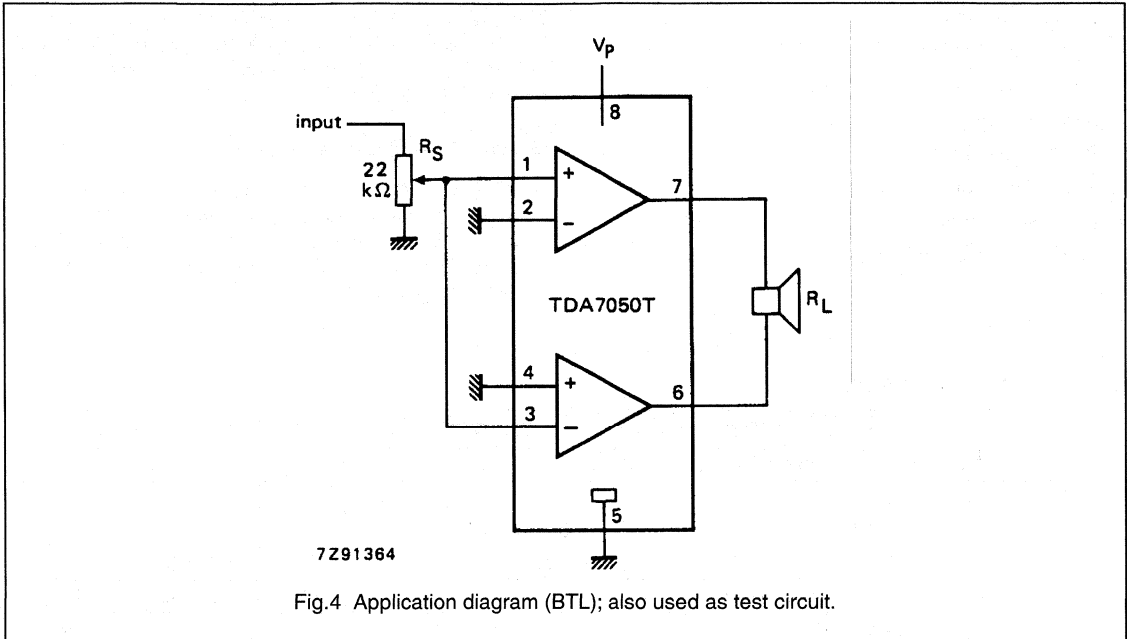 VP
8
input
RS
22
kΩ
1
+
7
2
−
TDA7050T
RL
4
+
6
3
−
5
7Z91364
Fig.4 Application diagram (BTL); also used as test circuit.